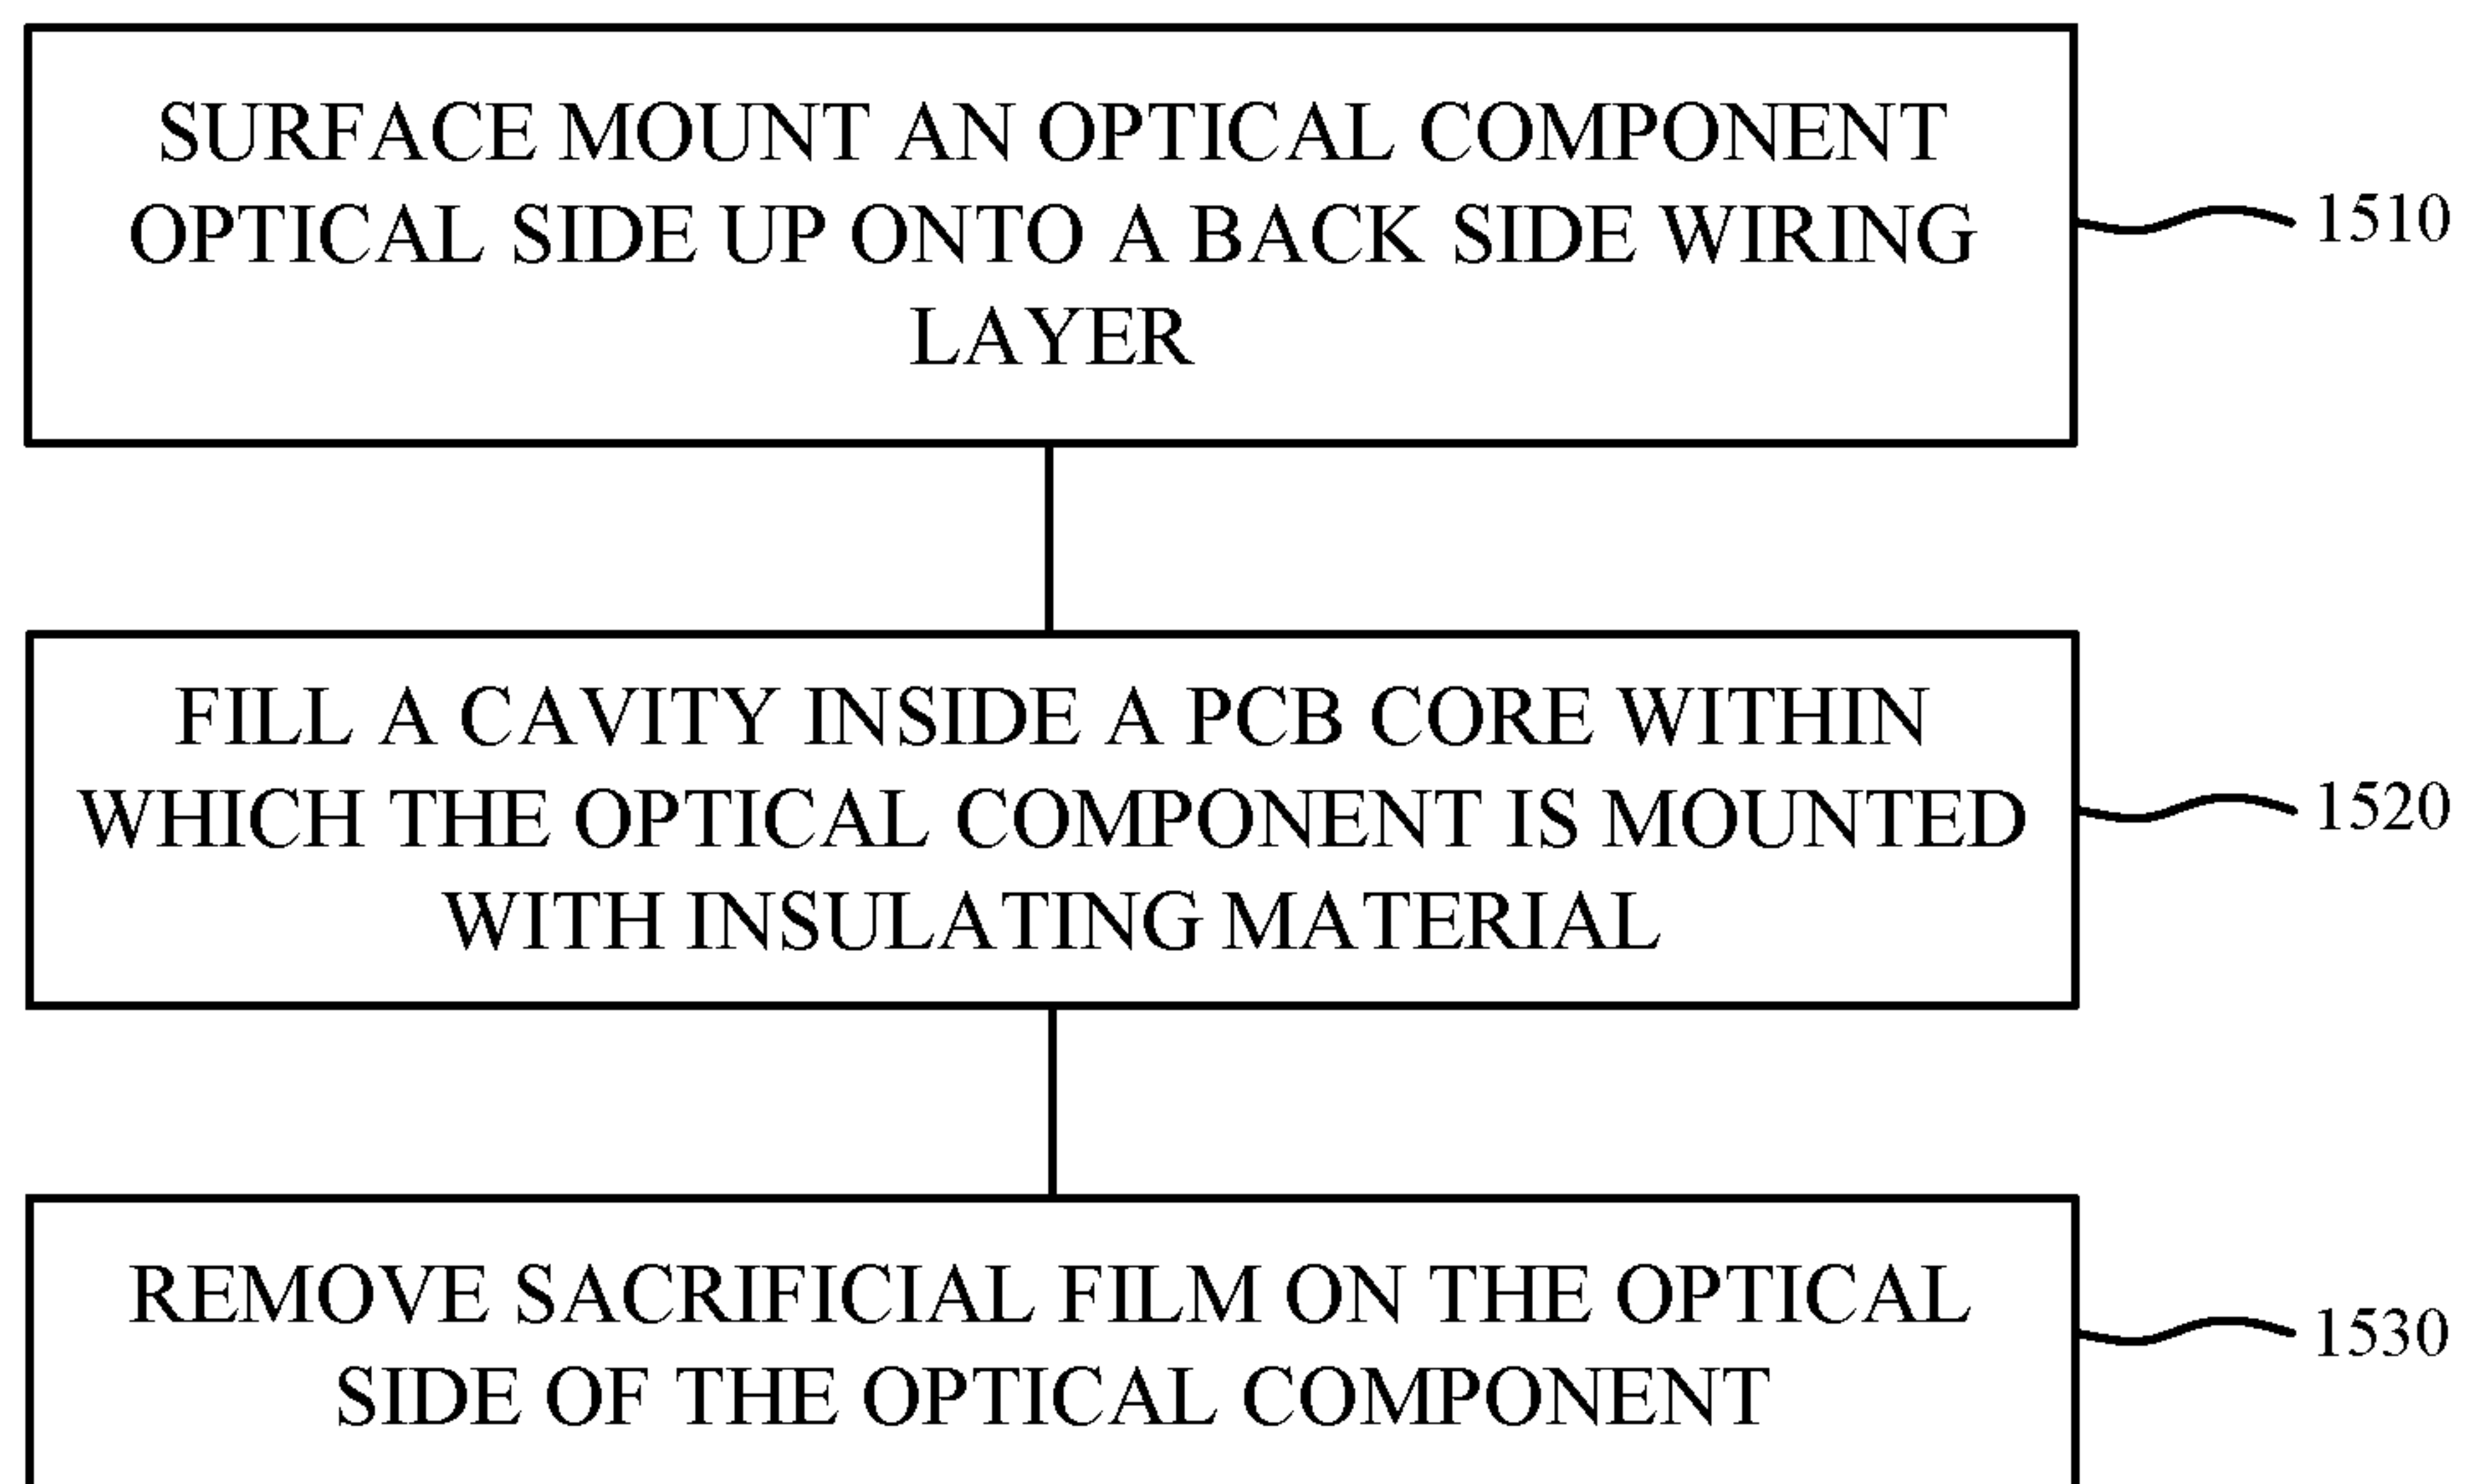 SURFACE MOUNT AN OPTICAL COMPONENT
OPTICAL SIDE UP ONTO A BACK SIDE WIRING
LAYER
1510
FILL A CAVITY INSIDE A PCB CORE WITHIN
WHICH THE OPTICAL COMPONENT IS MOUNTED
WITH INSULATING MATERIAL
1520
REMOVE SACRIFICIAL FILM ON THE OPTICAL
SIDE OF THE OPTICAL COMPONENT
1530